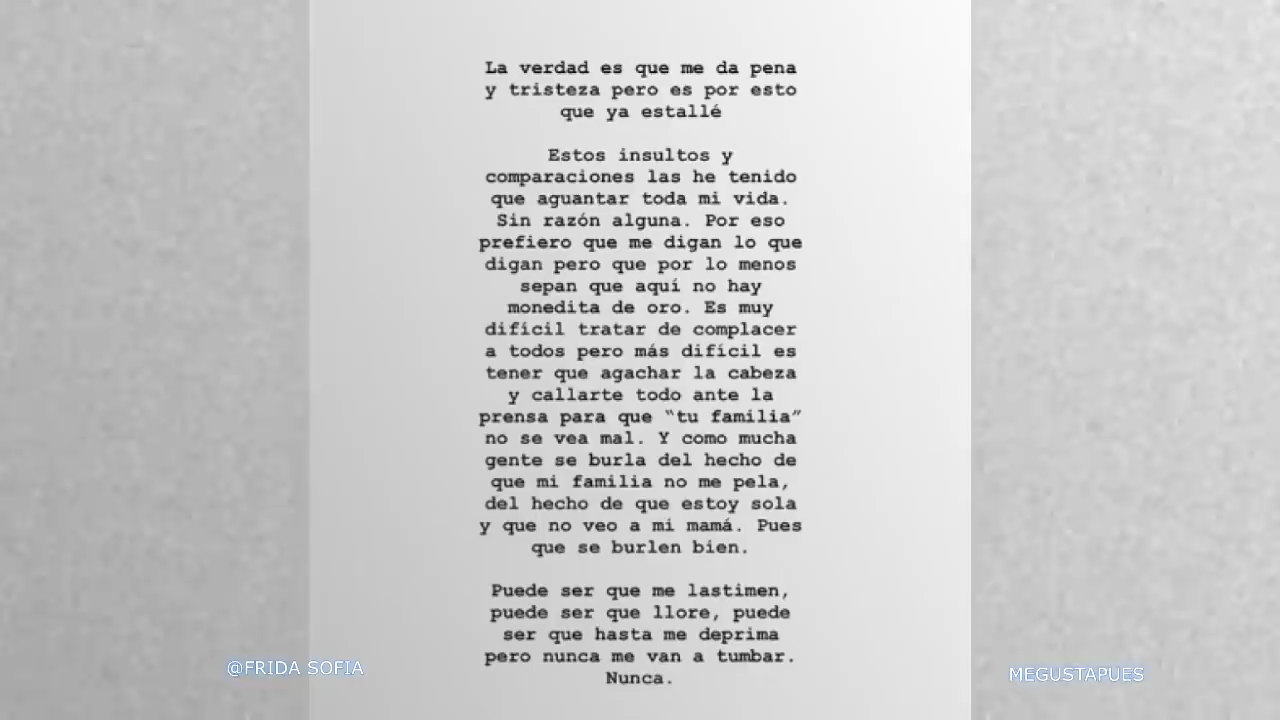 La verdad es que me da pena
y tristeza pero es por esto
que ya estallé
Estos insultos y
comparaciones las he tenido
que aguantar toda mi vida.
Sin razón alguna. Por eso
prefiero que me digan lo que
digan pero que por lo menos
sepan que aquí no hay
monedita de oro. Es muy
difícil tratar de complacer
a todos pero más difícil es
tener que agachar la cabeza
y callarte todo ante la
prensa para que “tu familia”
no se vea mal. Y como mucha
gente se burla del hecho de
que mi familia no me pela,
del hecho de que estoy sola
y que no veo a mi mamá. Pues
que se burlen bien.
Puede ser que me lastimen,
puede ser que llore, puede
ser que hasta me deprima
pero nunca me van a tumbar.
Nunca.
@FRIDA SOFIA
MEGUSTAPUES